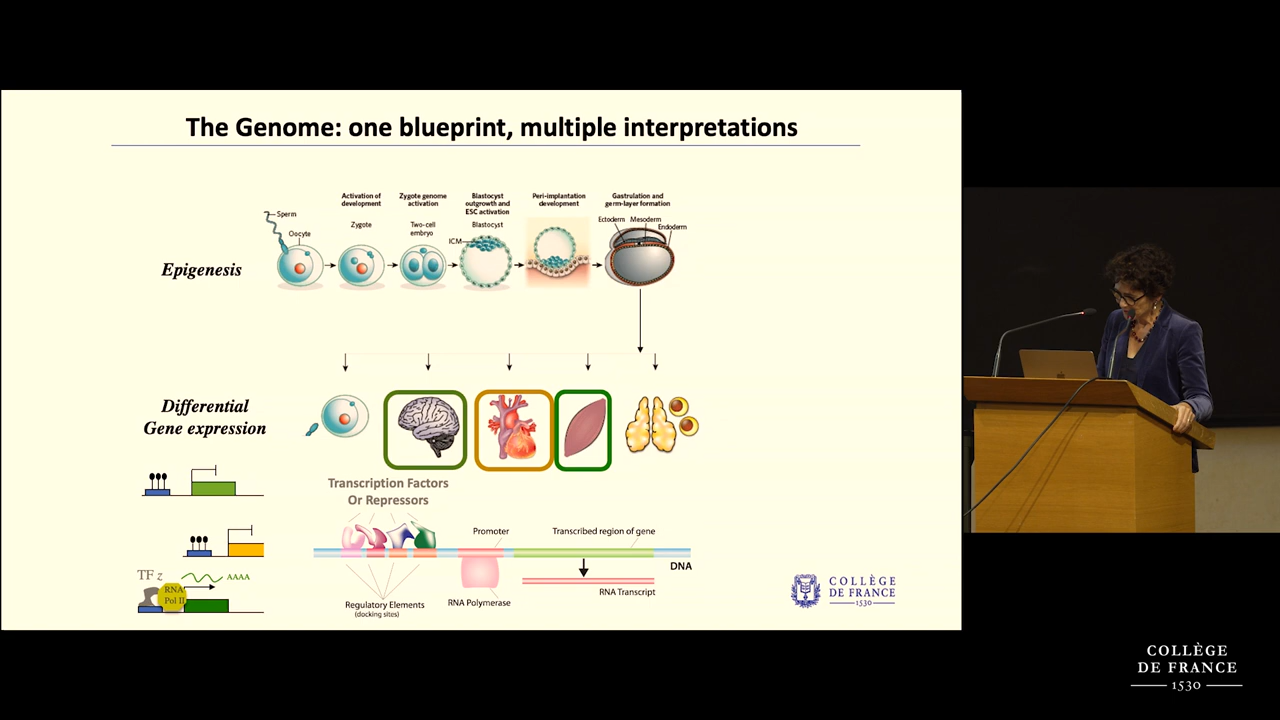 The Genome: one blueprint, multiple interpretations
Activation of
development
Zygote genome
activation
Blastocyst
outgrowth and
ESC activation
Peri-implantation
development
Gastrulation and
germ-layer formation
Sperm
Oocyte
Zygote
Two-cell
embryo
Blastocyst
ICM
Ectoderm
Mesoderm
Endoderm
Epigenesis
Differential
Gene expression
Transcription Factors
Or Repressors
Promoter
Transcribed region of gene
DNA
TF z
AAAA
RNA
Pol II
Regulatory Elements
(docking sites)
RNA Polymerase
RNA Transcript
COLLÈGE
DE FRANCE
1530
COLLÈGE
DE FRANCE
1530